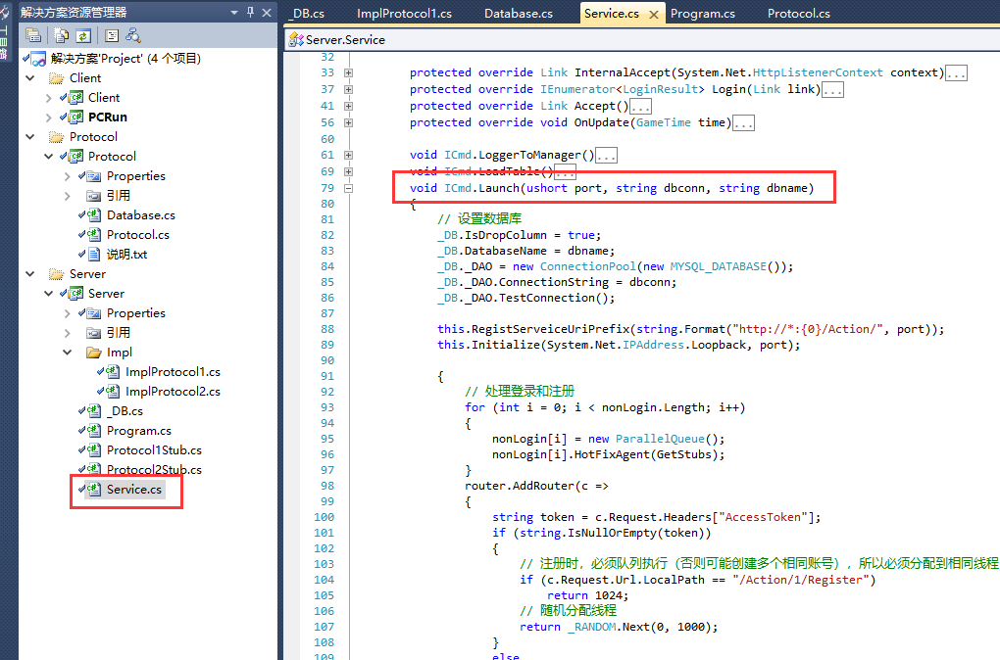 解决方案资源管理器
解决方案'Project' (4 个项目)
Client
Client
PCRun
Protocol
Protocol
Properties
引用
Database.cs
Protocol.cs
说明.txt
Server
Server
Properties
引用
Impl
ImplProtocol1.cs
ImplProtocol2.cs
_DB.cs
Program.cs
Protocol1Stub.cs
Protocol2Stub.cs
Service.cs
_DB.cs ImplProtocol1.cs Database.cs Service.cs Program.cs Protocol.cs
Server.Service
32
33 protected override Link InternalAccept(System.Net.HttpListenerContext context)...
37 protected override IEnumerator<LoginResult> Login(Link link)...
41 protected override Link Accept()...
56 protected override void OnUpdate(GameTime time)...
60
61 void ICmd.LoggerToManager()...
69 void ICmd.LoadTable()...
79 void ICmd.Launch(ushort port, string dbconn, string dbname)
80 {
81 // 设置数据库
82 _DB.IsDropColumn = true;
83 _DB.DatabaseName = dbname;
84 _DB._DAO = new ConnectionPool(new MYSQL_DATABASE());
85 _DB._DAO.ConnectionString = dbconn;
86 _DB._DAO.TestConnection();
87
88 this.RegistServeiceUriPrefix(string.Format("http://*:{0}/Action/", port));
89 this.Initialize(System.Net.IPAddress.Loopback, port);
90
91 {
92 // 处理登录和注册
93 for (int i = 0; i < nonLogin.Length; i++)
94 {
95 nonLogin[i] = new ParallelQueue();
96 nonLogin[i].HotFixAgent(GetStubs);
97 }
98 router.AddRouter(c =>
99 {
100 string token = c.Request.Headers["AccessToken"];
101 if (string.IsNullOrEmpty(token))
102 {
103 // 注册时，必须队列执行（否则可能创建多个相同账号），所以必须分配到相同线程
104 if (c.Request.Url.LocalPath == "/Action/1/Register")
105 return 1024;
106 // 随机分配线程
107 return _RANDOM.Next(0, 1000);
108 }
109 else